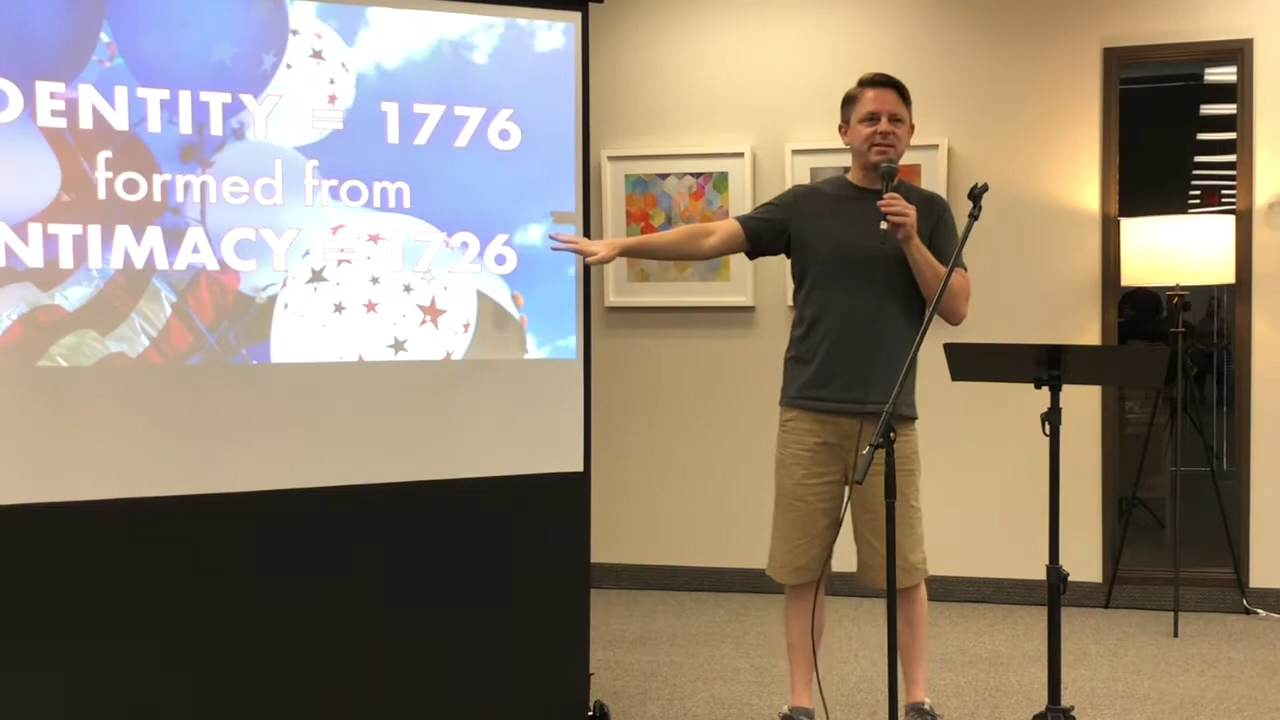 DENTITY = 1776
formed from
NTIMACY = 1726